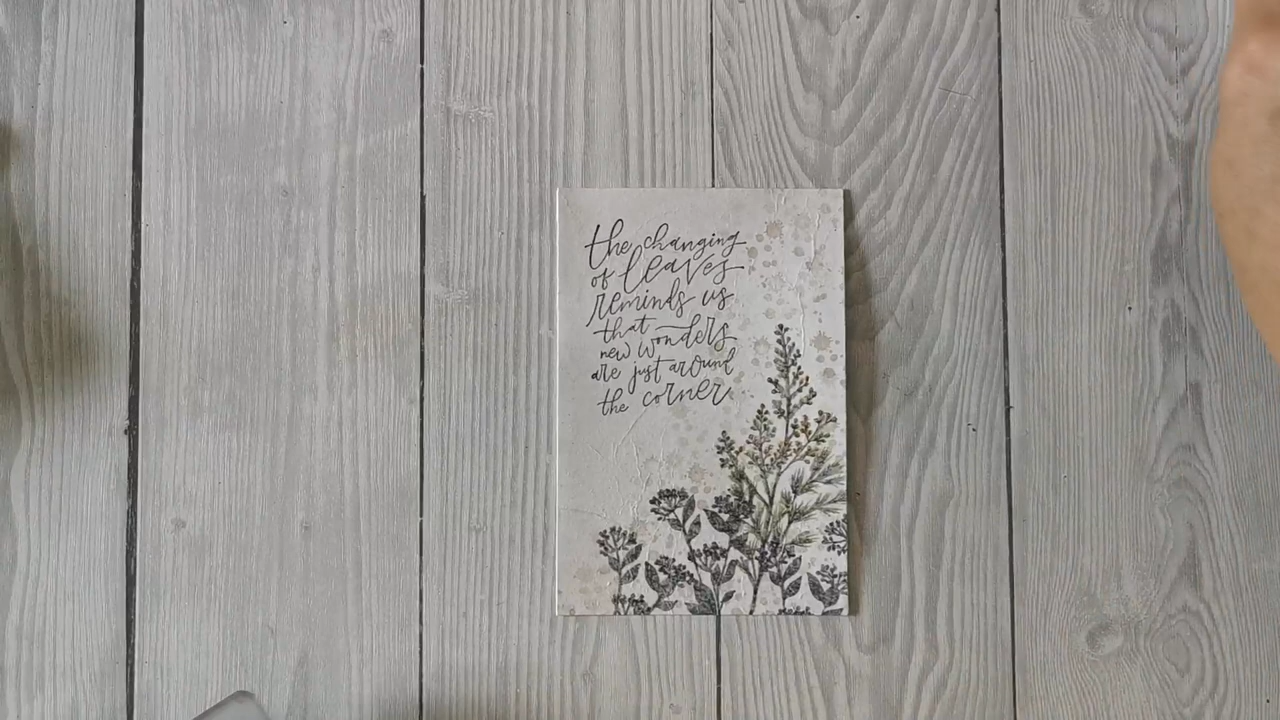 the changing
of leaves
reminds us
that wonders
new
are just around
the corner